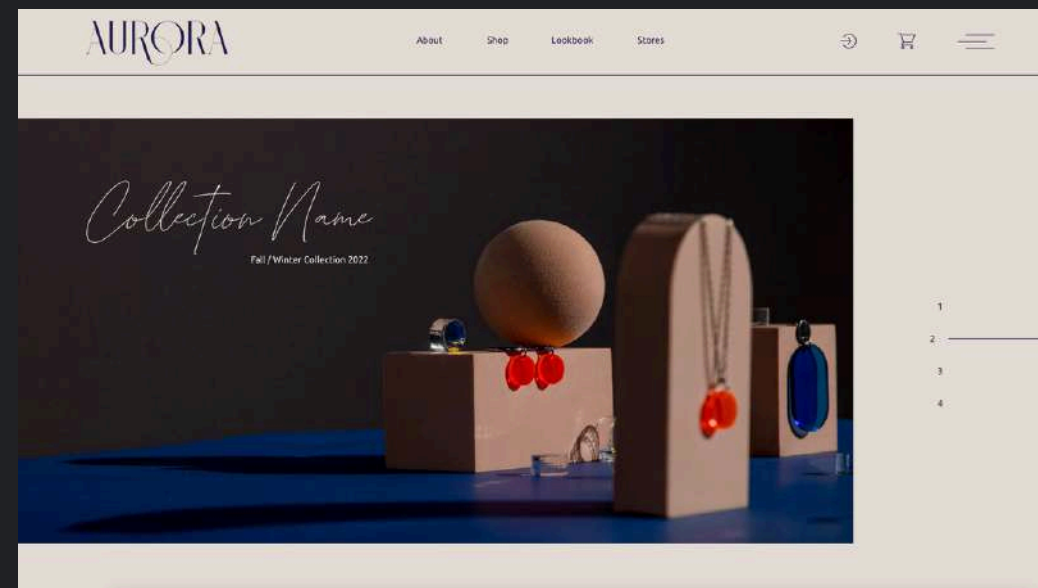 AURORA
About Shop Lookbook Stores
Collection Name
Fall / Winter Collection 2022
1
2
3
4